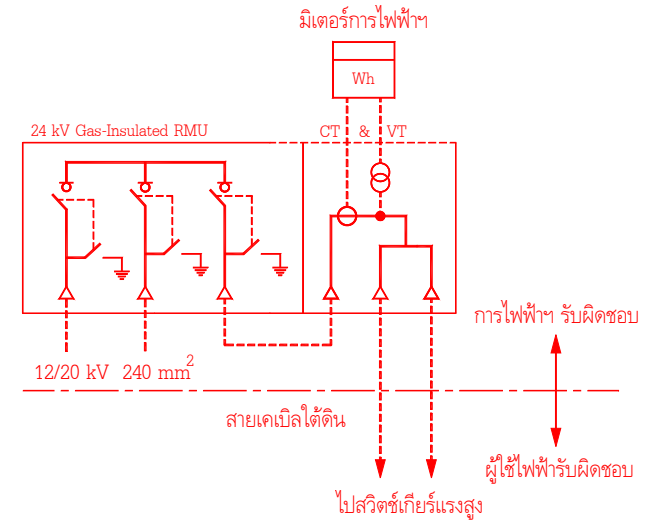 มิเตอร์การไฟฟ้าฯ
Wh
24 kV Gas-Insulated RMU
CT & VT
การไฟฟ้าฯ รับผิดชอบ
12/20 kV 240 mm²
สายเคเบิลใต้ดิน
ผู้ใช้ไฟฟ้ารับผิดชอบ
ไปสวิตช์เกียร์แรงสูง